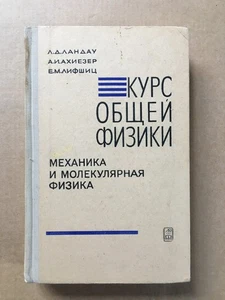 Л.Д.ЛАНДАУ
А.И.АХИЕЗЕР
Е.М.ЛИФШИЦ
КУРС
ОБЩЕЙ
ФИЗИКИ
МЕХАНИКА
И МОЛЕКУЛЯРНАЯ
ФИЗИКА